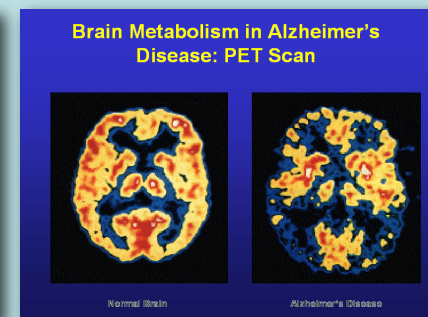 Brain Metabolism in Alzheimer's
Disease: PET Scan
Normal Brain
Alzheimer's Disease